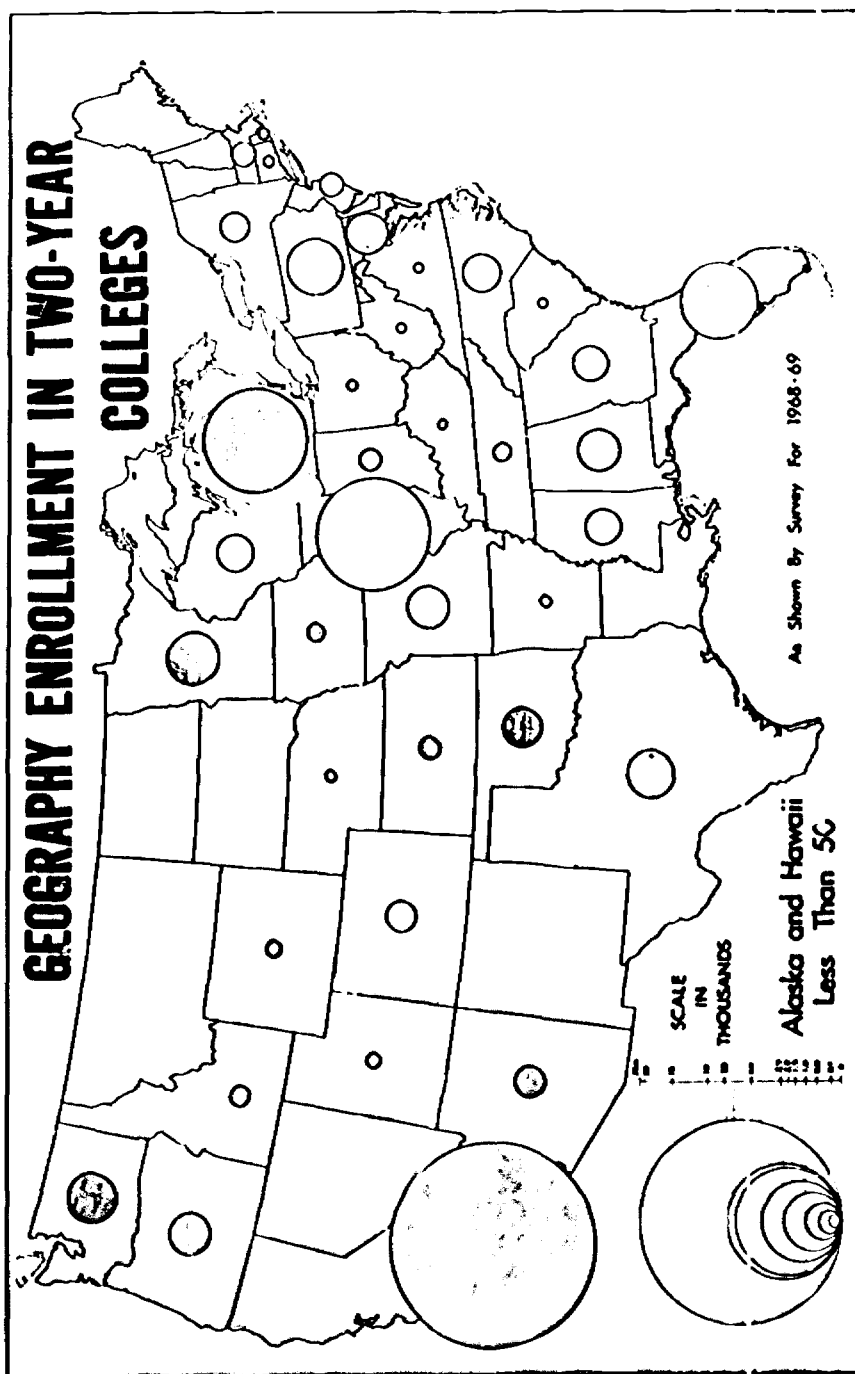 GEOGRAPHY ENROLLMENT IN TWO-YEAR
COLLEGES
SCALE
IN
THOUSANDS
Alaska and Hawaii
Less Than 50
As Shown By Survey For 1968-69